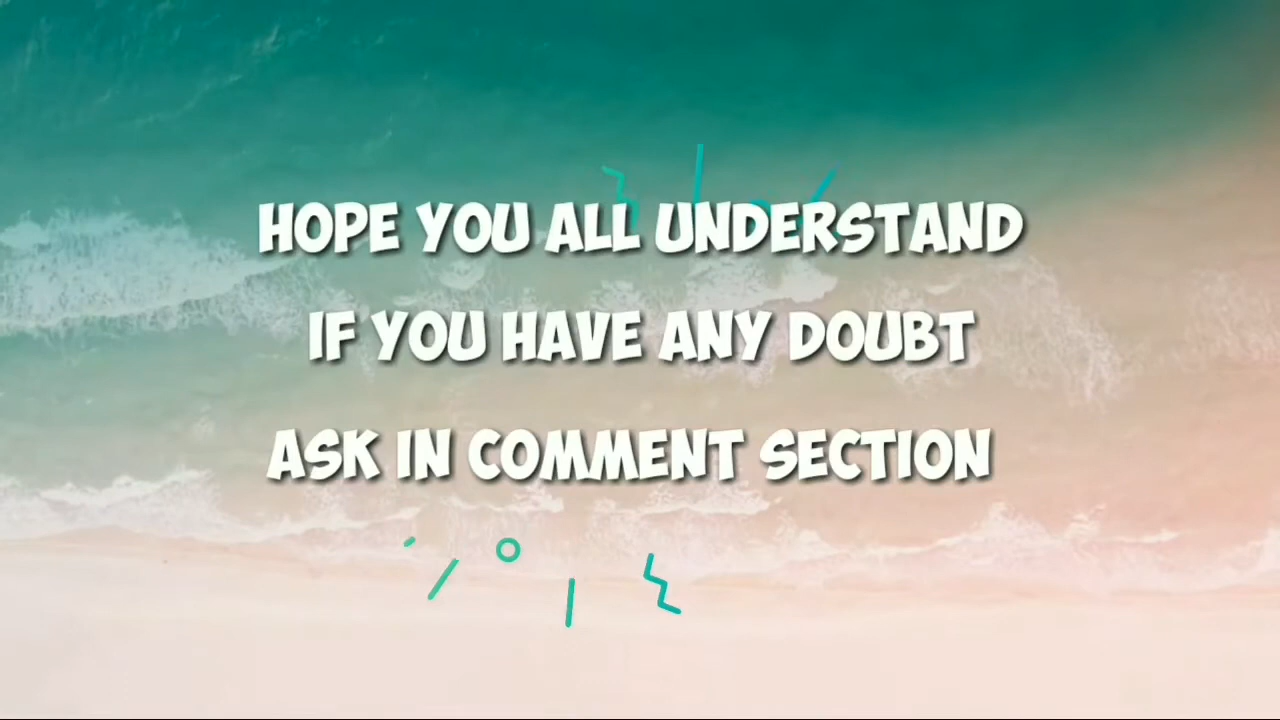 HOPE YOU ALL UNDERSTAND
IF YOU HAVE ANY DOUBT
ASK IN COMMENT SECTION